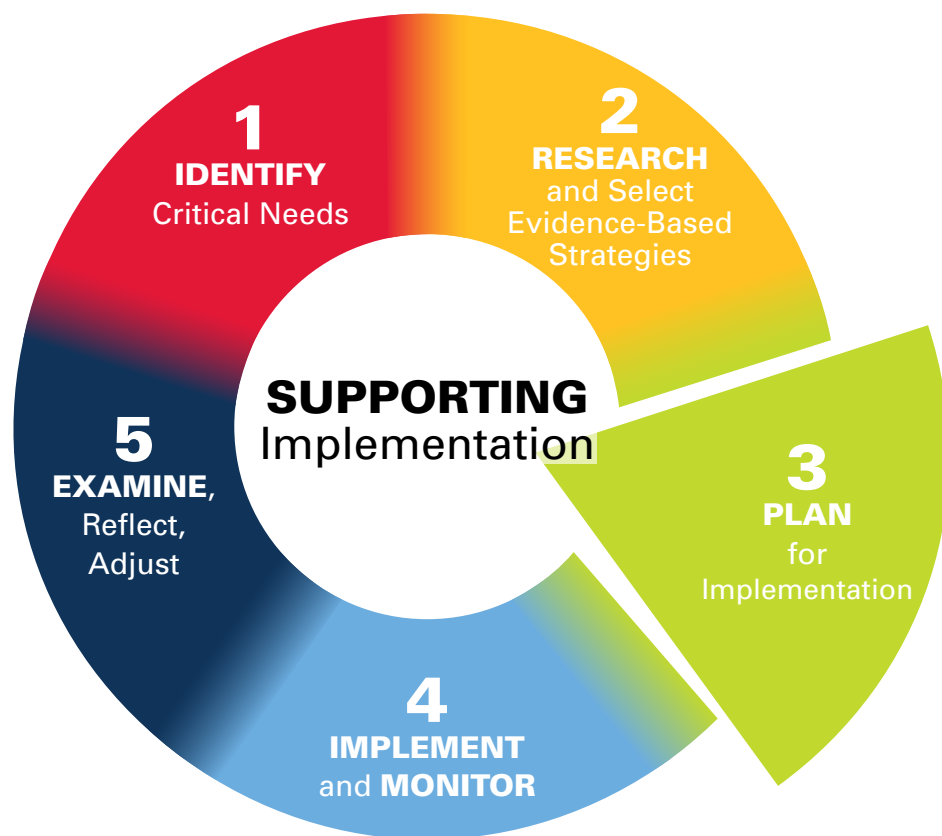 1
IDENTIFY
Critical Needs
2
RESEARCH
and Select
Evidence-Based
Strategies
3
PLAN
for
Implementation
4
IMPLEMENT
and MONITOR
5
EXAMINE,
Reflect,
Adjust
SUPPORTING
Implementation